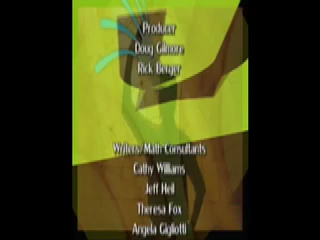 Producer
Doug Gilmore
Rick Berger
Writers/Math Consultants
Cathy Williams
Jeff Heil
Theresa Fox
Angela Gigliotti